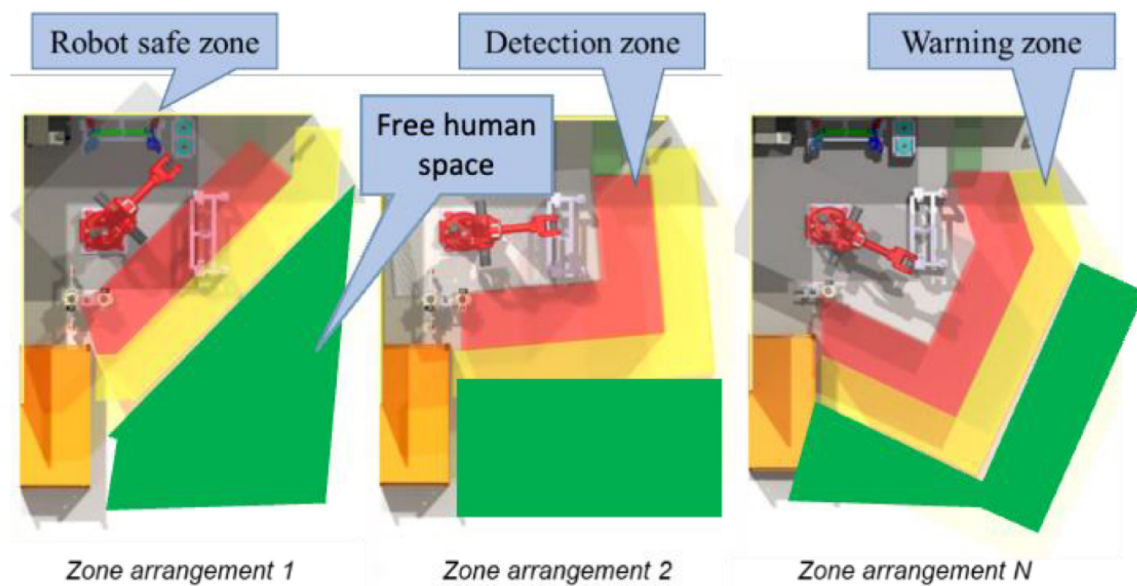 Robot safe zone
Detection zone
Warning zone
Free human
space
Zone arrangement 1
Zone arrangement 2
Zone arrangement N